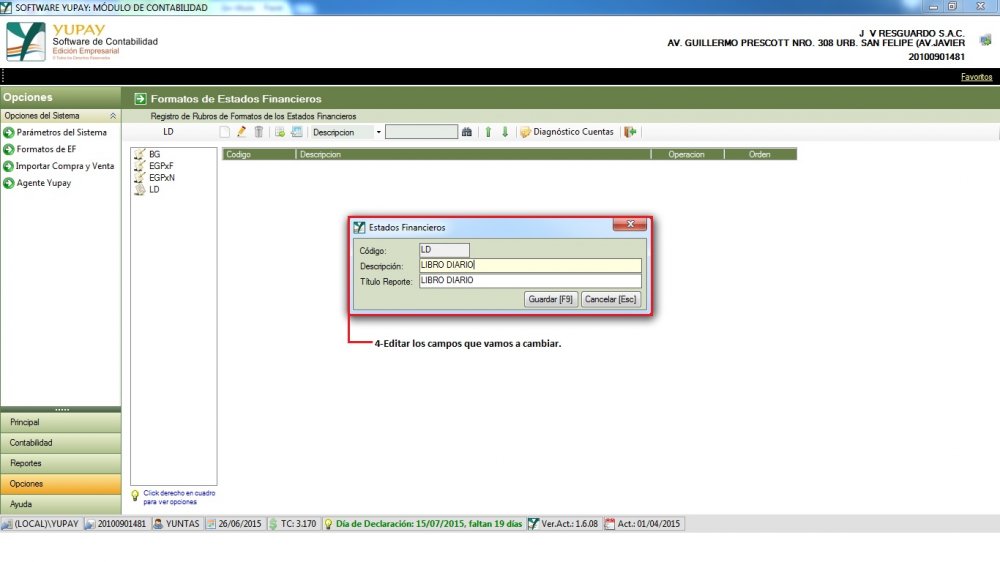 SOFTWARE YUPAY: MÓDULO DE CONTABILIDAD
YUPAY
Software de Contabilidad
Edición Empresarial
© Todos los Derechos Reservados
J V RESGUARDO S.A.C.
AV. GUILLERMO PRESCOTT NRO. 308 URB. SAN FELIPE (AV.JAVIER
20100901481
Favoritos
Opciones
Formatos de Estados Financieros
Opciones del Sistema
Registro de Rubros de Formatos de los Estados Financieros
LD
Descripcion
Diagnóstico Cuentas
Parámetros del Sistema
Formatos de EF
Importar Compra y Venta
Agente Yupay
BG
EGPxF
EGPxN
LD
Codigo
Descripcion
Operacion
Orden
Estados Financieros
Código:
LD
Descripción:
LIBRO DIARIO
Título Reporte:
LIBRO DIARIO
Guardar [F9]
Cancelar [Esc]
4-Editar los campos que vamos a cambiar.
Principal
Contabilidad
Reportes
Opciones
Ayuda
Click derecho en cuadro
para ver opciones
(LOCAL)\YUPAY
20100901481
YUNTAS
26/06/2015
TC: 3.170
Día de Declaración: 15/07/2015, faltan 19 días
Ver.Act.: 1.6.08
Act.: 01/04/2015